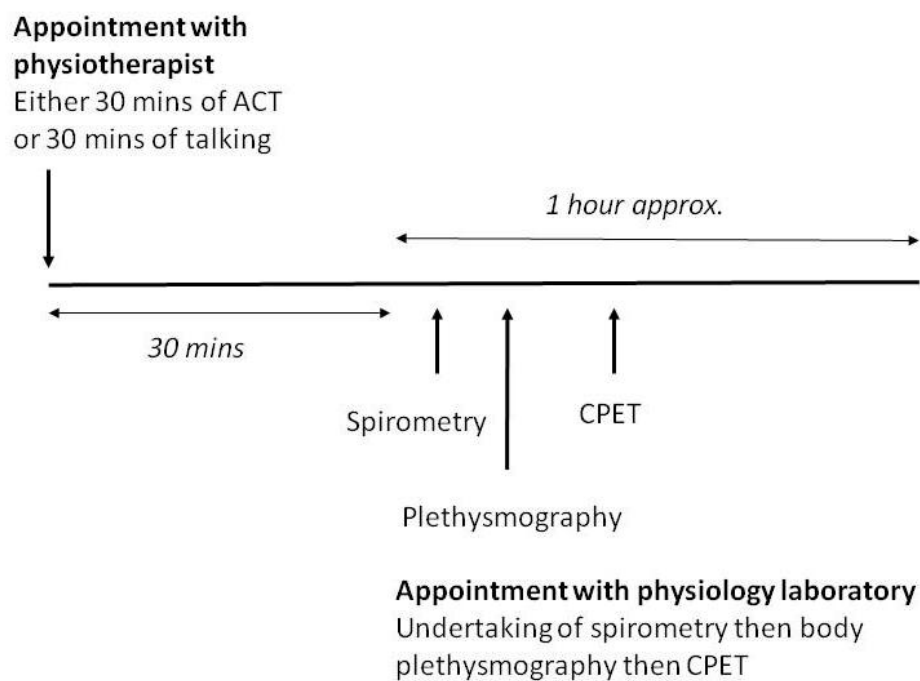 Appointment with
physiotherapist
Either 30 mins of ACT
or 30 mins of talking
1 hour approx.
30 mins
Spirometry
CPET
Plethysmography
Appointment with physiology laboratory
Undertaking of spirometry then body
plethysmography then CPET